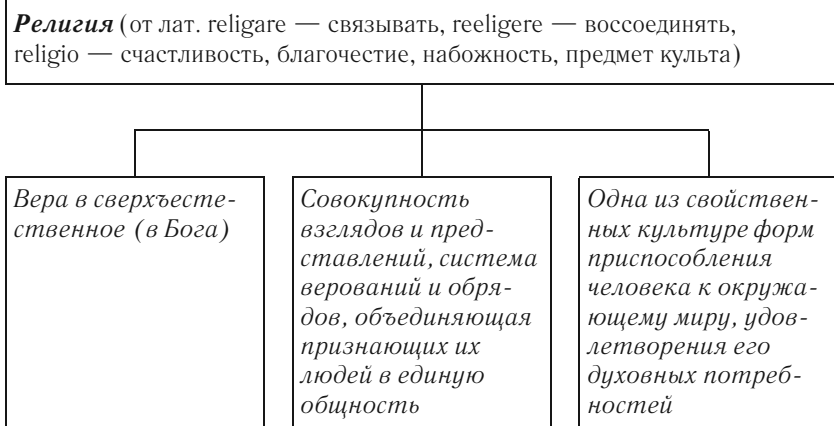 Религия (от лат. religare — связывать, reeligere — воссоединять,
religio — счастливость, благочестие, набожность, предмет культа)
Вера в сверхъесте-
ственное (в Бога)
Совокупность
взглядов и пред-
ставлений, система
верований и обря-
дов, объединяющая
признающих их
людей в единую
общность
Одна из свойствен-
ных культуре форм
приспособления
человека к окружа-
ющему миру, удов-
летворения его
духовных потреб-
ностей